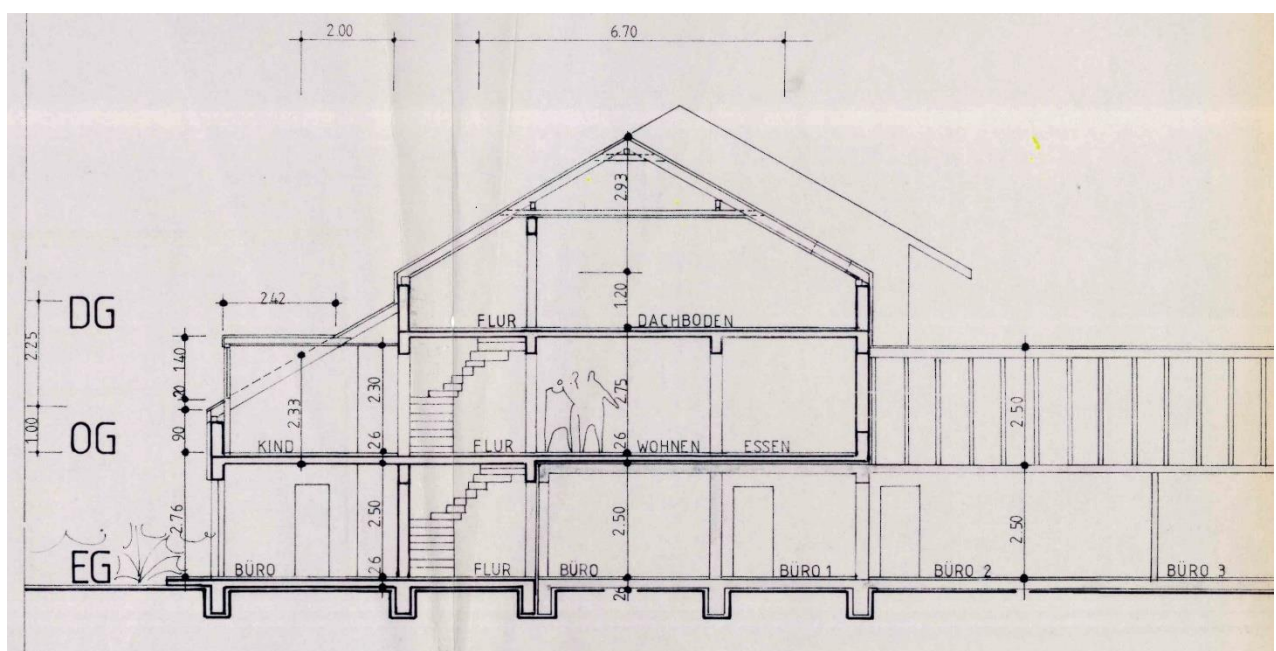 2.00 6.70
2.93
DG 2.42 1.20
2.25 FLUR DACHBODEN
1.40
20 2.33 2.30 2.75 2.50
1.00 OG 90 KIND 26 FLUR 26 WOHNEN ESSEN
2.76 2.50 2.50 2.50
EG BÜRO 26 FLUR BÜRO BÜRO 1 BÜRO 2 BÜRO 3